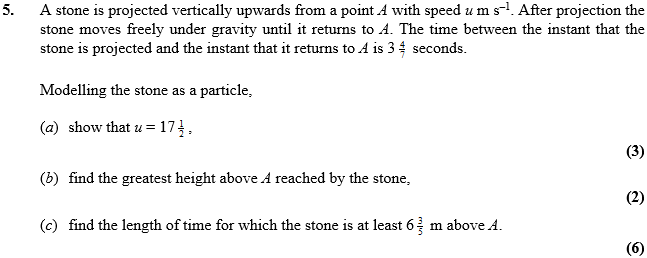 5. A stone is projected vertically upwards from a point A with speed u m s⁻¹. After projection the
stone moves freely under gravity until it returns to A. The time between the instant that the
stone is projected and the instant that it returns to A is 3 4/7 seconds.
Modelling the stone as a particle,
(a) show that u = 17 1/2,
(3)
(b) find the greatest height above A reached by the stone,
(2)
(c) find the length of time for which the stone is at least 6 3/5 m above A.
(6)